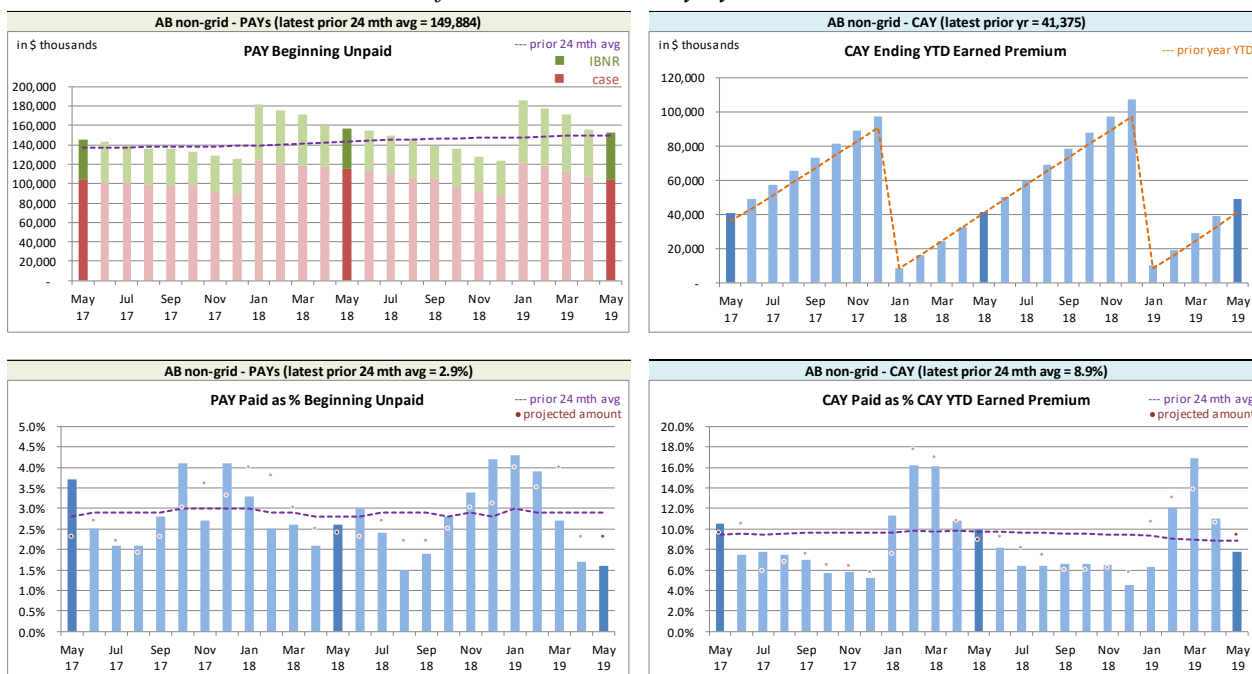 AB non-grid - PAYs (latest prior 24 mth avg = 149,884)
in $ thousands
PAY Beginning Unpaid
--- prior 24 mth avg
IBNR
case
200,000
180,000
160,000
140,000
120,000
100,000
80,000
60,000
40,000
20,000
-
May Jul Sep Nov Jan Mar May Jul Sep Nov Jan Mar May
17 17 17 17 18 18 18 18 18 18 19 19 19
AB non-grid - CAY (latest prior yr = 41,375)
in $ thousands
CAY Ending YTD Earned Premium
--- prior year YTD
120,000
100,000
80,000
60,000
40,000
20,000
-
May Jul Sep Nov Jan Mar May Jul Sep Nov Jan Mar May
17 17 17 17 18 18 18 18 18 18 19 19 19
AB non-grid - PAYs (latest prior 24 mth avg = 2.9%)
PAY Paid as % Beginning Unpaid
--- prior 24 mth avg
• projected amount
5.0%
4.5%
4.0%
3.5%
3.0%
2.5%
2.0%
1.5%
1.0%
0.5%
0.0%
May Jul Sep Nov Jan Mar May Jul Sep Nov Jan Mar May
17 17 17 17 18 18 18 18 18 18 19 19 19
AB non-grid - CAY (latest prior 24 mth avg = 8.9%)
CAY Paid as % CAY YTD Earned Premium
--- prior 24 mth avg
• projected amount
20.0%
18.0%
16.0%
14.0%
12.0%
10.0%
8.0%
6.0%
4.0%
2.0%
0.0%
May Jul Sep Nov Jan Mar May Jul Sep Nov Jan Mar May
17 17 17 17 18 18 18 18 18 18 19 19 19